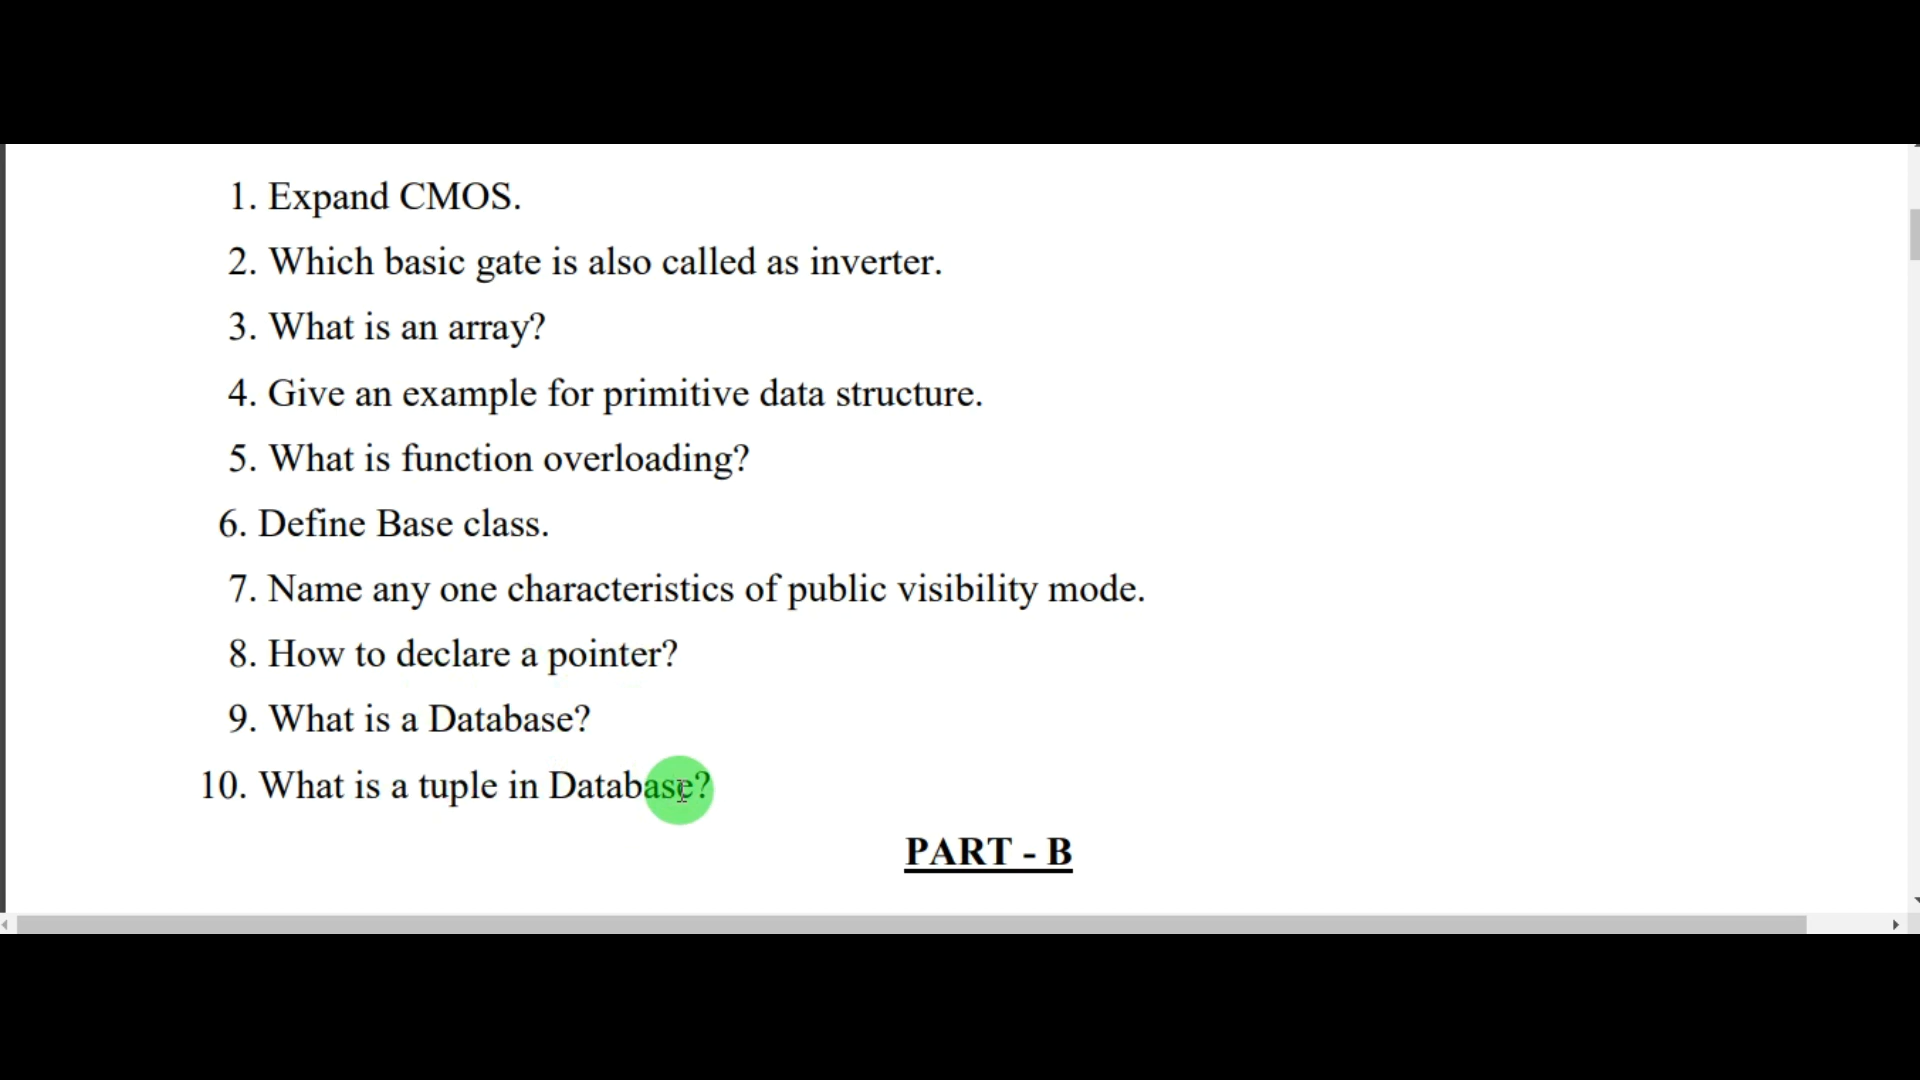 1. Expand CMOS.
2. Which basic gate is also called as inverter.
3. What is an array?
4. Give an example for primitive data structure.
5. What is function overloading?
6. Define Base class.
7. Name any one characteristics of public visibility mode.
8. How to declare a pointer?
9. What is a Database?
10. What is a tuple in Database?
PART - B